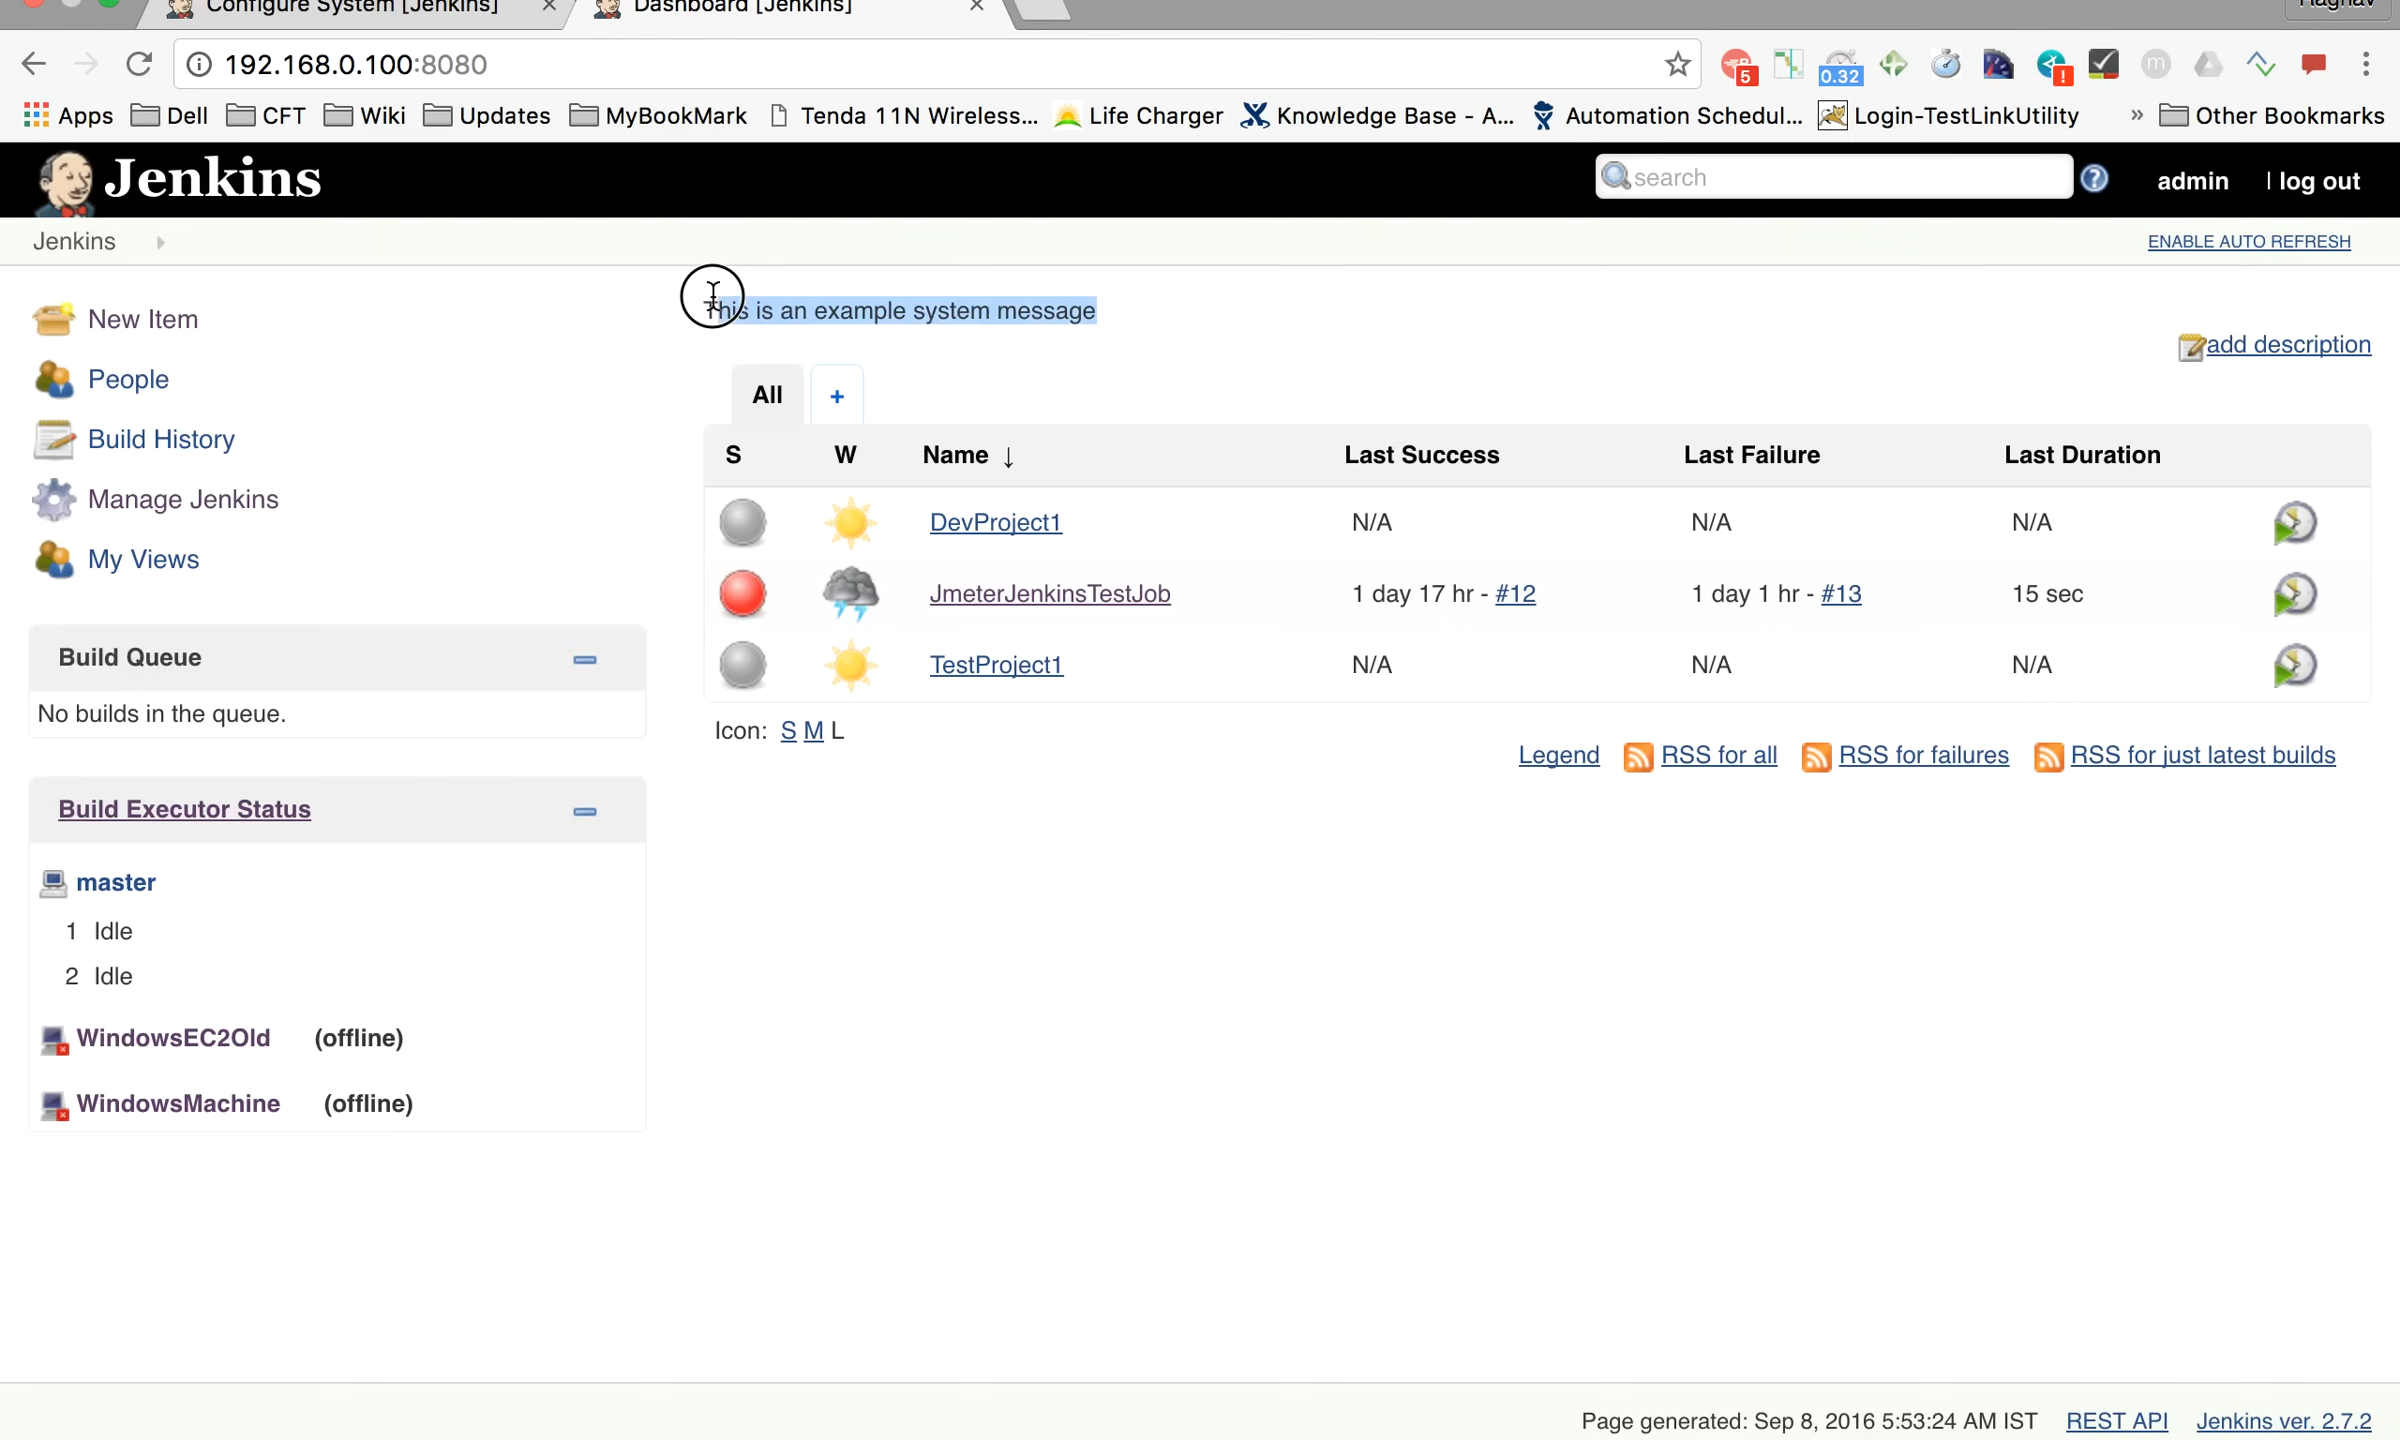 Configure System [Jenkins]
Dashboard [Jenkins]
Raghav
192.168.0.100:8080
5
0.32
!
m
Apps Dell CFT Wiki Updates MyBookMark Tenda 11N Wireless... Life Charger Knowledge Base - A... Automation Schedul... Login-TestLinkUtility » Other Bookmarks
Jenkins
search
?
admin
| log out
Jenkins
ENABLE AUTO REFRESH
New Item
People
Build History
Manage Jenkins
My Views
Build Queue
No builds in the queue.
Build Executor Status
master
1 Idle
2 Idle
WindowsEC2Old (offline)
WindowsMachine (offline)
This is an example system message
add description
All +
S W Name ↓ Last Success Last Failure Last Duration
DevProject1 N/A N/A N/A
JmeterJenkinsTestJob 1 day 17 hr - #12 1 day 1 hr - #13 15 sec
TestProject1 N/A N/A N/A
Icon: S M L
Legend RSS for all RSS for failures RSS for just latest builds
Page generated: Sep 8, 2016 5:53:24 AM IST REST API Jenkins ver. 2.7.2